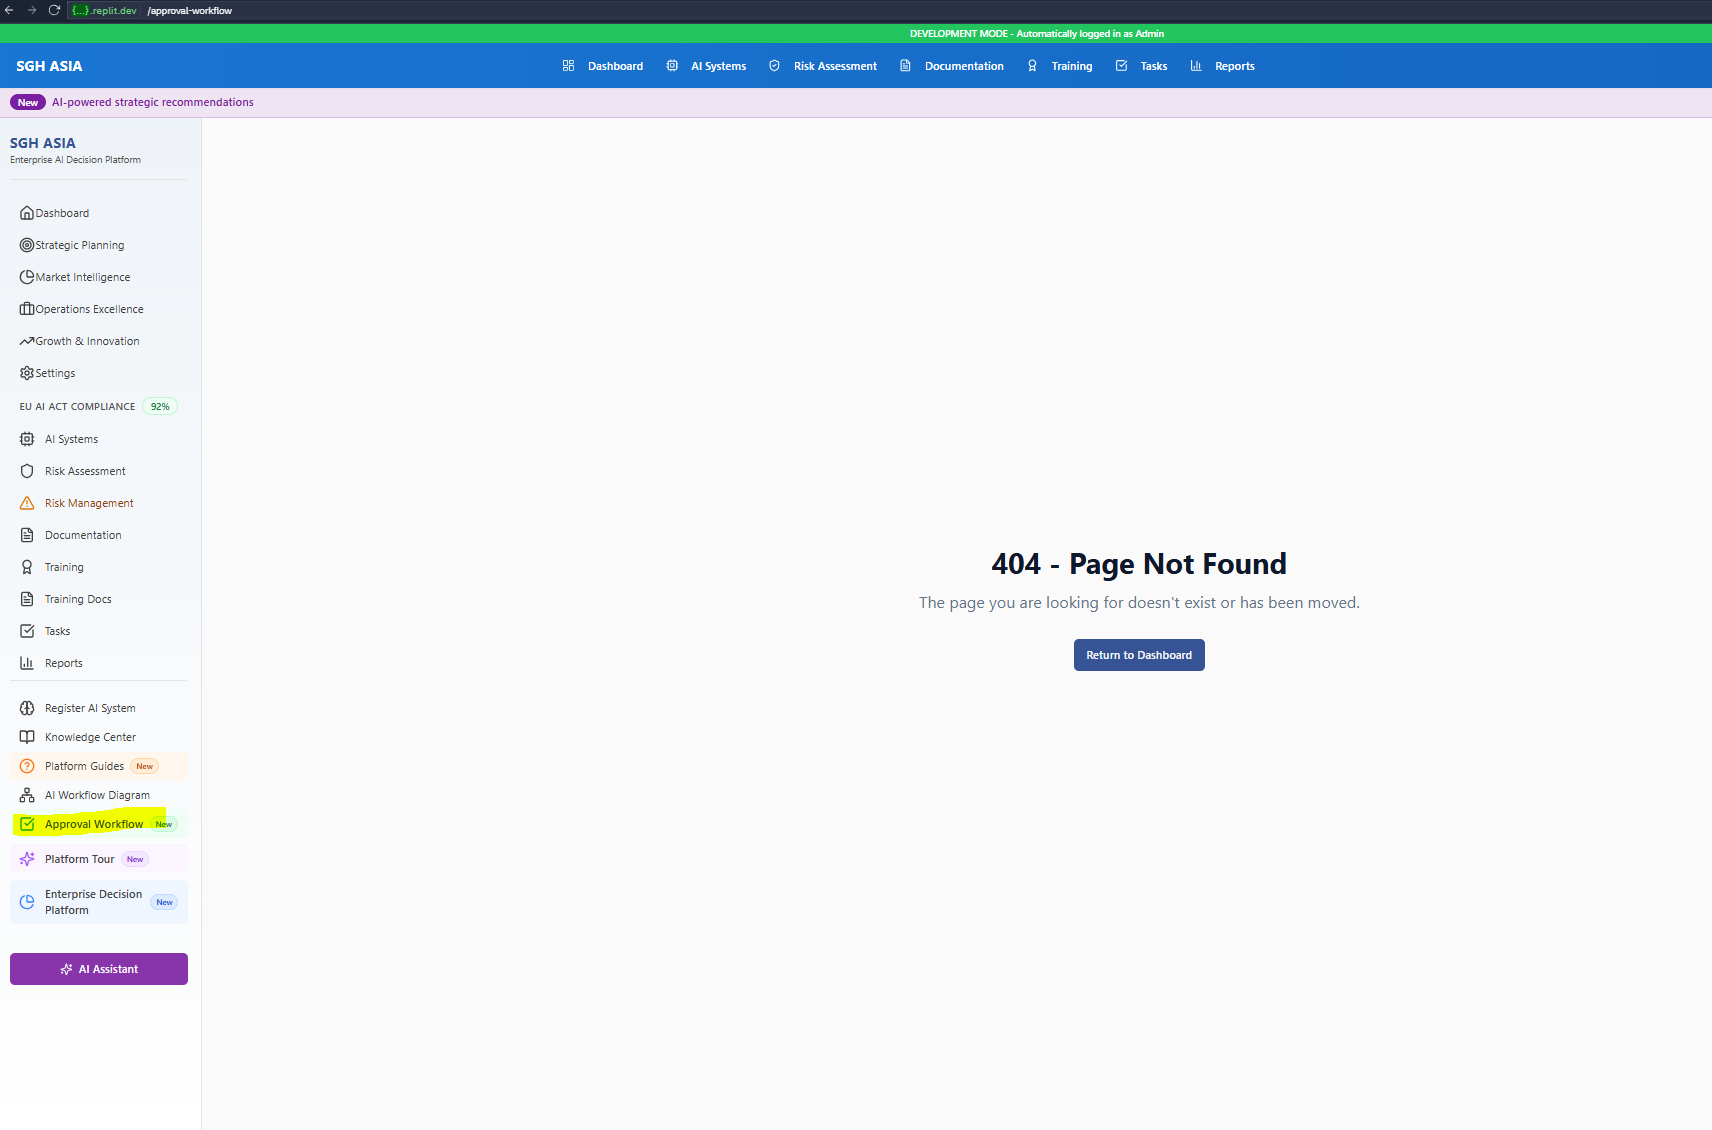 {...}.replit.dev /approval-workflow
DEVELOPMENT MODE - Automatically logged in as Admin
SGH ASIA Dashboard AI Systems Risk Assessment Documentation Training Tasks Reports
New AI-powered strategic recommendations
SGH ASIA
Enterprise AI Decision Platform
Dashboard
Strategic Planning
Market Intelligence
Operations Excellence
Growth & Innovation
Settings
EU AI ACT COMPLIANCE 92%
AI Systems
Risk Assessment
Risk Management
Documentation
Training
Training Docs
Tasks
Reports
Register AI System
Knowledge Center
Platform Guides New
AI Workflow Diagram
Approval Workflow New
Platform Tour New
Enterprise Decision
Platform New
AI Assistant
404 - Page Not Found
The page you are looking for doesn't exist or has been moved.
Return to Dashboard